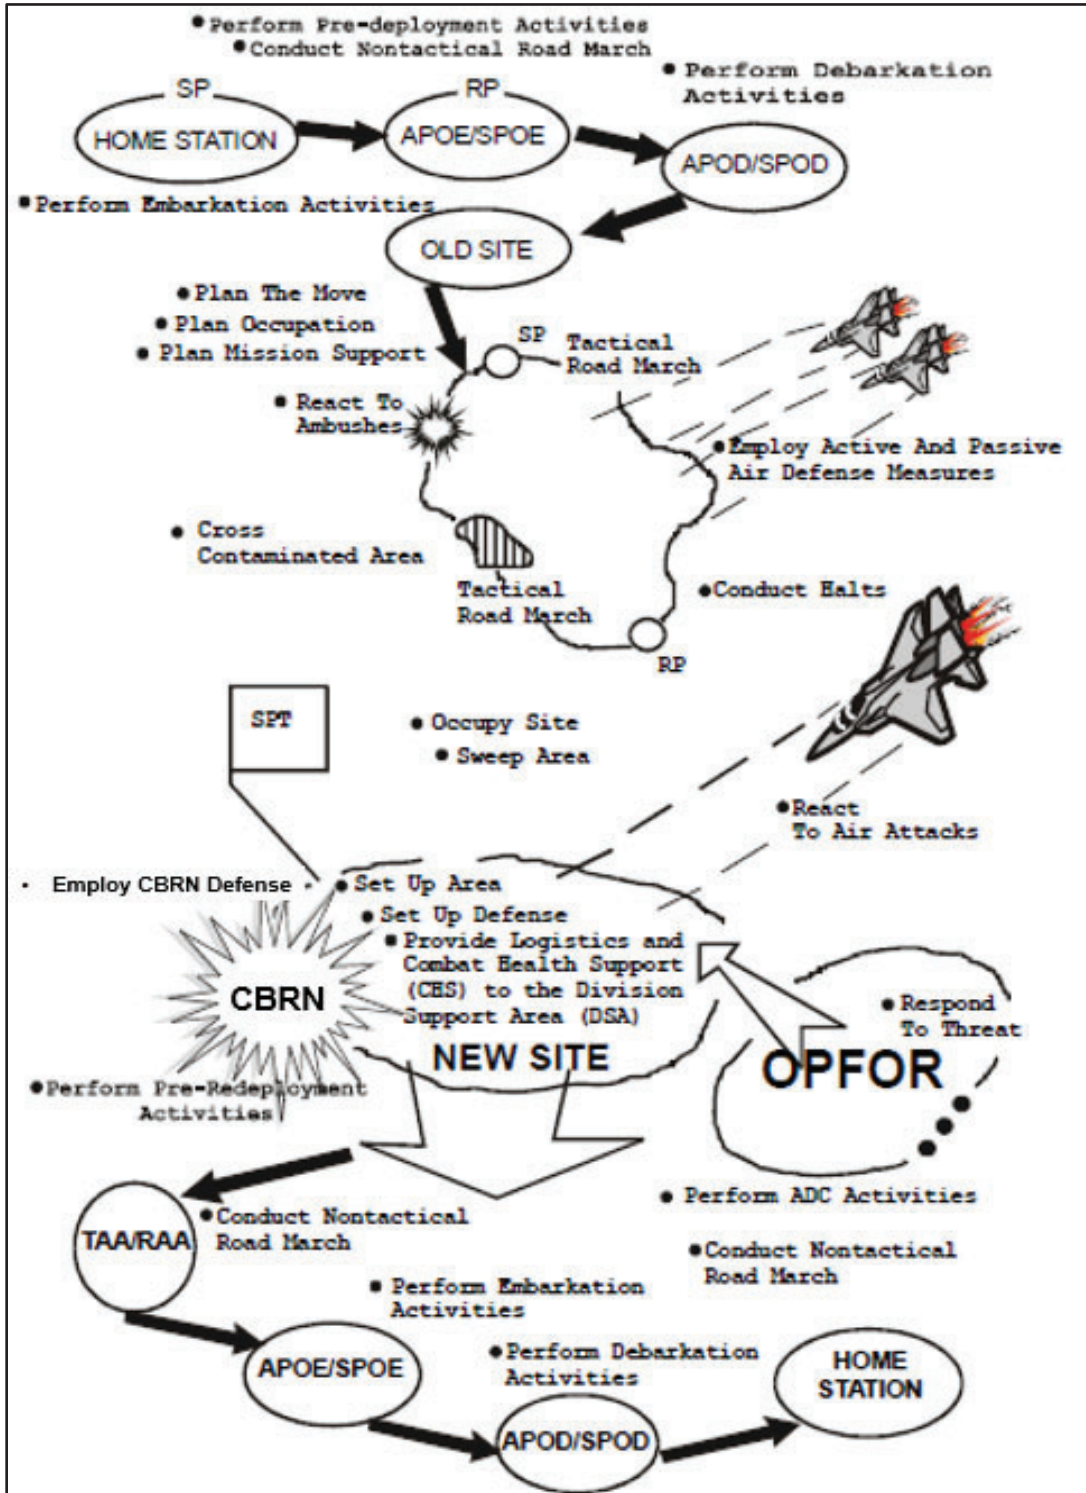 • Perform Pre-deployment Activities
• Conduct Nontactical Road March
• Perform Debarkation
Activities
SP
HOME STATION
RP
APOE/SPOE
APOD/SPOD
• Perform Embarkation Activities
OLD SITE
• Plan The Move
• Plan Occupation
• Plan Mission Support
SP
Tactical
Road March
• React To
Ambushes
• Employ Active And Passive
Air Defense Measures
• Cross
Contaminated Area
Tactical
Road March
• Conduct Halts
RP
SPT
• Occupy Site
• Sweep Area
• React
To Air Attacks
• Employ CBRN Defense
• Set Up Area
• Set Up Defense
• Provide Logistics and
Combat Health Support
(CHS) to the Division
Support Area (DSA)
CBRN
NEW SITE
• Respond
To Threat
OPFOR
• Perform Pre-Redeployment
Activities
• Perform ADC Activities
TAA/RAA
• Conduct Nontactical
Road March
• Conduct Nontactical
Road March
• Perform Embarkation
Activities
APOE/SPOE
• Perform Debarkation
Activities
HOME
STATION
APOD/SPOD